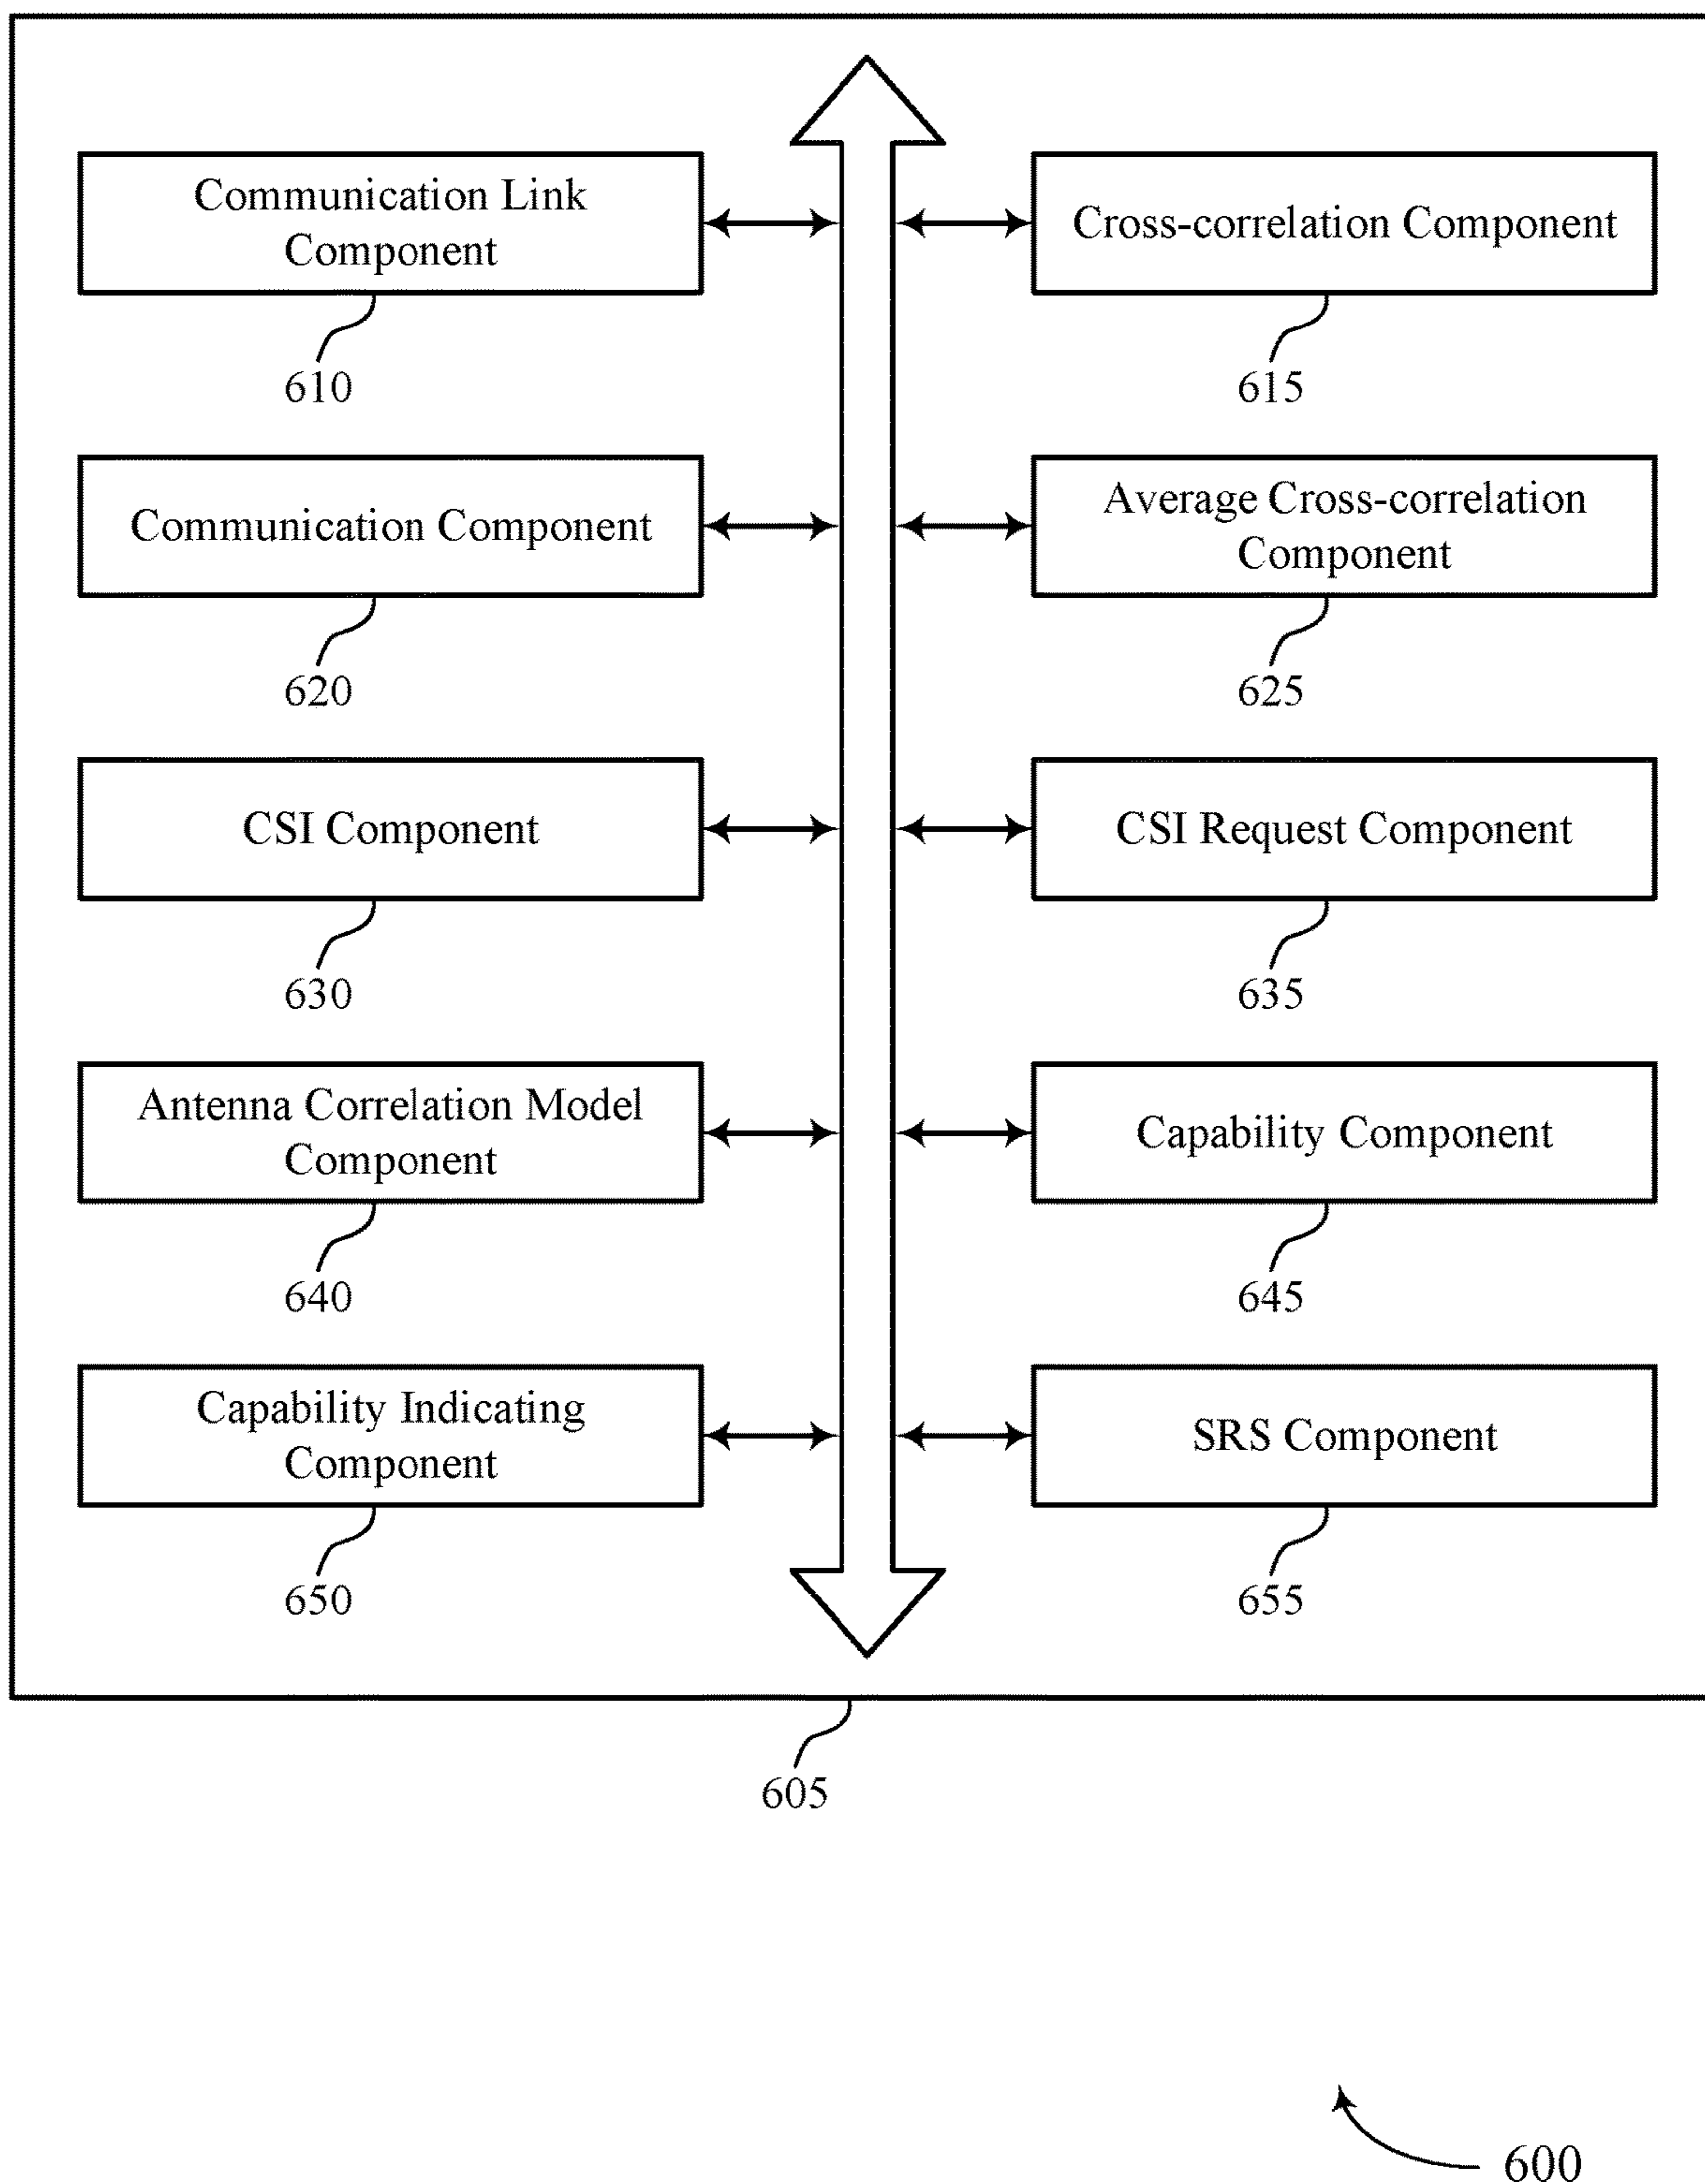 Communication Link
Component
610
Cross-correlation Component
615
Communication Component
620
Average Cross-correlation
Component
625
CSI Component
630
CSI Request Component
635
Antenna Correlation Model
Component
640
Capability Component
645
Capability Indicating
Component
650
SRS Component
655
605
600